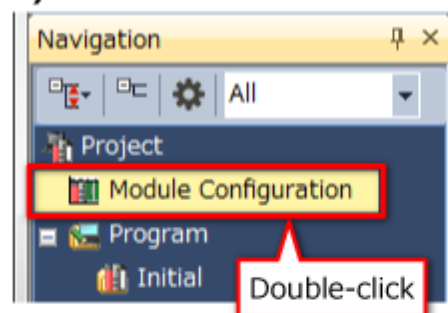 Navigation
All
Project
Module Configuration
Program
Initial
Double-click